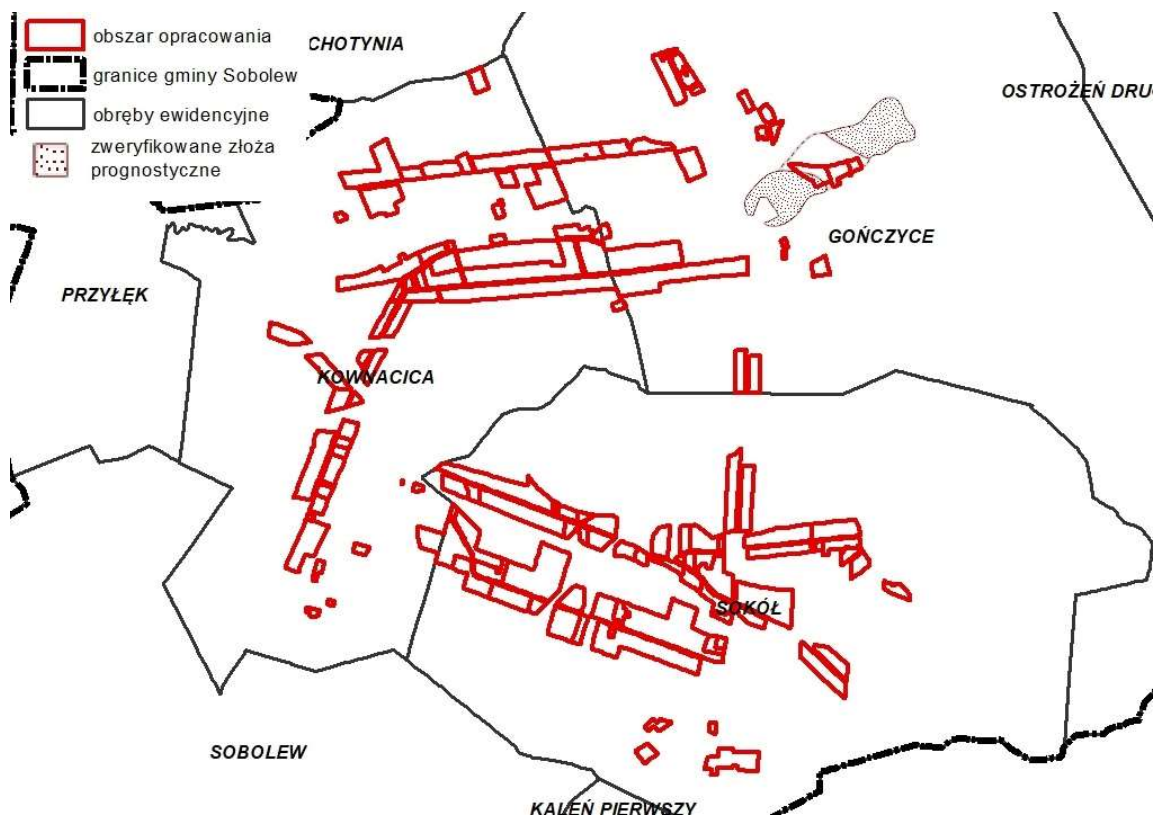 obszar opracowania
granice gminy Sobolew
obręby ewidencyjne
zweryfikowane złoża
prognostyczne
CHOTYNIA
OSTROŻEŃ DRUG
GOŃCZYCE
PRZYŁĘK
KOWNACICA
SOKÓŁ
SOBOLEW
KALEŃ PIERWSZY